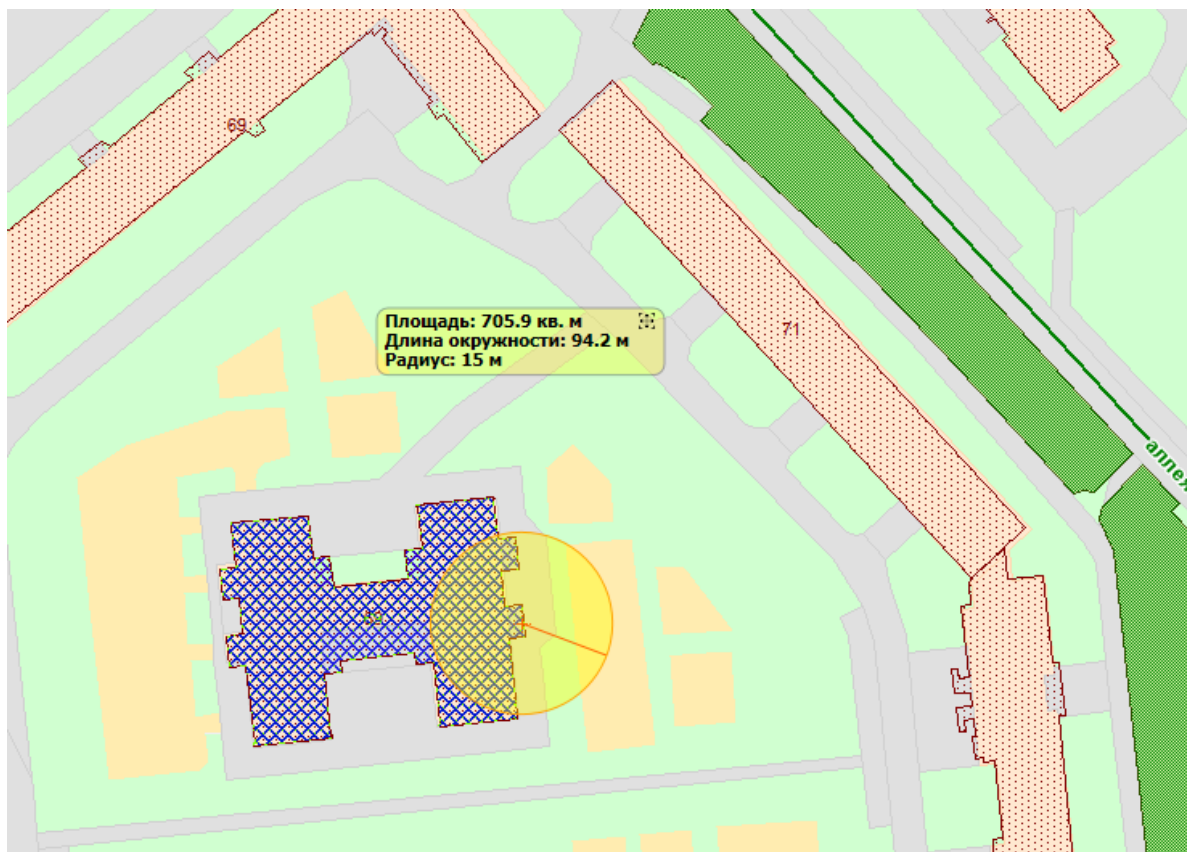 69
Площадь: 705.9 кв. м
Длина окружности: 94.2 м
Радиус: 15 м
71
аллея